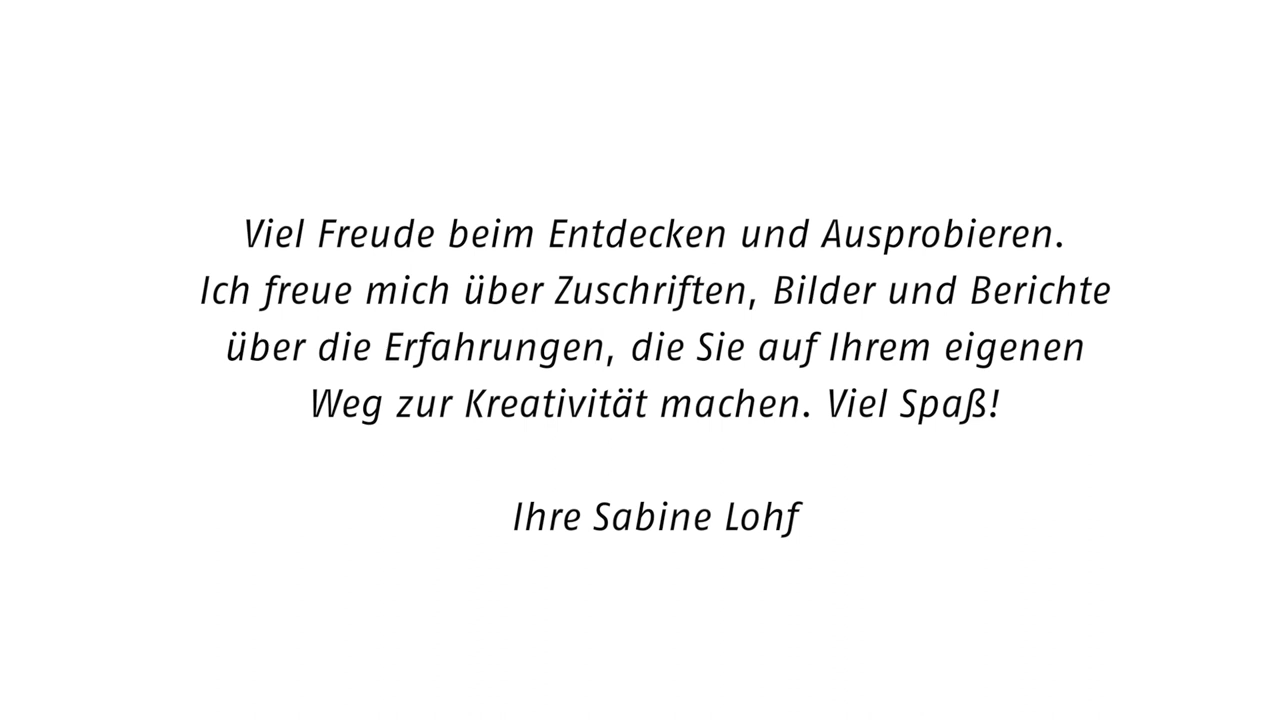 Viel Freude beim Entdecken und Ausprobieren.
Ich freue mich über Zuschriften, Bilder und Berichte
über die Erfahrungen, die Sie auf Ihrem eigenen
Weg zur Kreativität machen. Viel Spaß!
Ihre Sabine Lohf